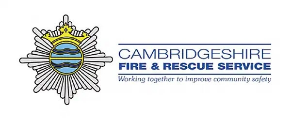 CAMBRIDGESHIRE
FIRE & RESCUE SERVICE
Working together to improve community safety